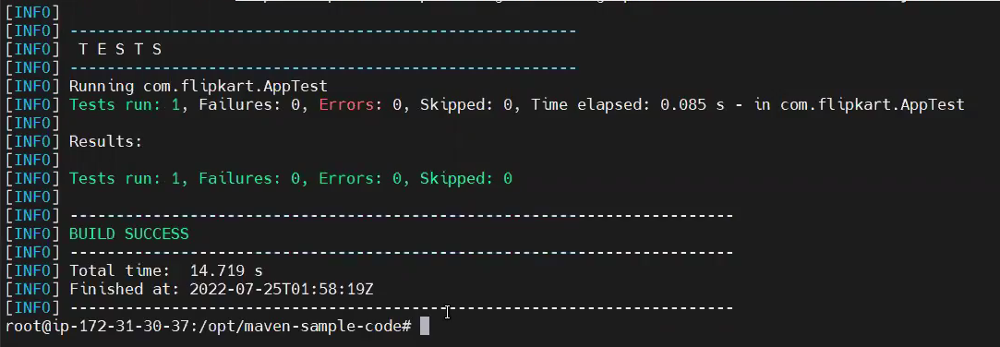 [INFO]
[INFO] -------------------------------------------------------
[INFO]  T E S T S
[INFO] -------------------------------------------------------
[INFO] Running com.flipkart.AppTest
[INFO] Tests run: 1, Failures: 0, Errors: 0, Skipped: 0, Time elapsed: 0.085 s - in com.flipkart.AppTest
[INFO]
[INFO] Results:
[INFO]
[INFO] Tests run: 1, Failures: 0, Errors: 0, Skipped: 0
[INFO]
[INFO] ------------------------------------------------------------------------
[INFO] BUILD SUCCESS
[INFO] ------------------------------------------------------------------------
[INFO] Total time:  14.719 s
[INFO] Finished at: 2022-07-25T01:58:19Z
[INFO] ------------------------------------------------------------------------
root@ip-172-31-30-37:/opt/maven-sample-code#